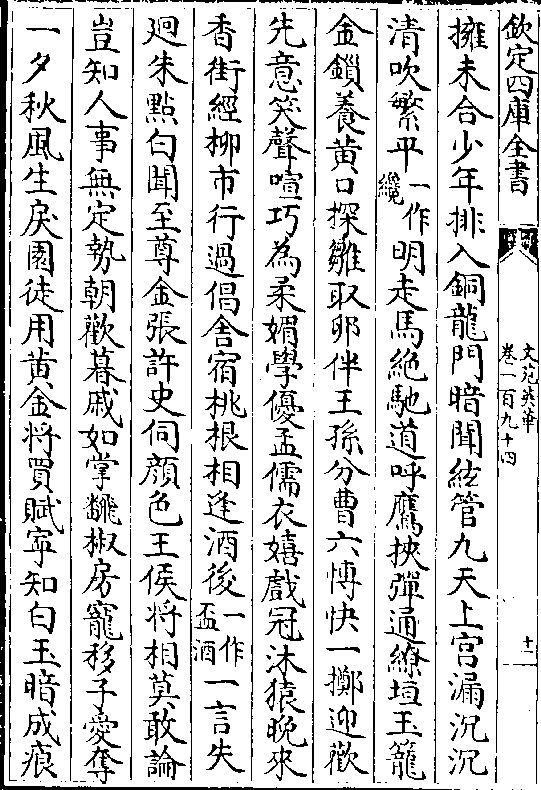 欽定四庫全書
文苑英華
卷一百九十四
十二
擁朱台少年排入銅龍門暗聞絃管九天上宫漏沉沉
清吹繁平一作纔明走馬絶馳道呼鷹挾彈通繚垣玉籠
金鎖養黄口探雛取卵伴王孫分曹六博快一擲迎歡
先意笑聲喧巧為柔媚學優孟儒衣嬉戲冠沐猿晚來
香街經柳市行過倡舍宿桃根相逢酒後一作盃酒一言失
廻朱㸃白聞至尊金張許史伺顔色王侯將相莫敢論
豈知人事無定勢朝歡暮戚如掌飜椒房寵移子愛奪
一夕秋風生戾園徒用黄金將買賦寧知白玉暗成痕